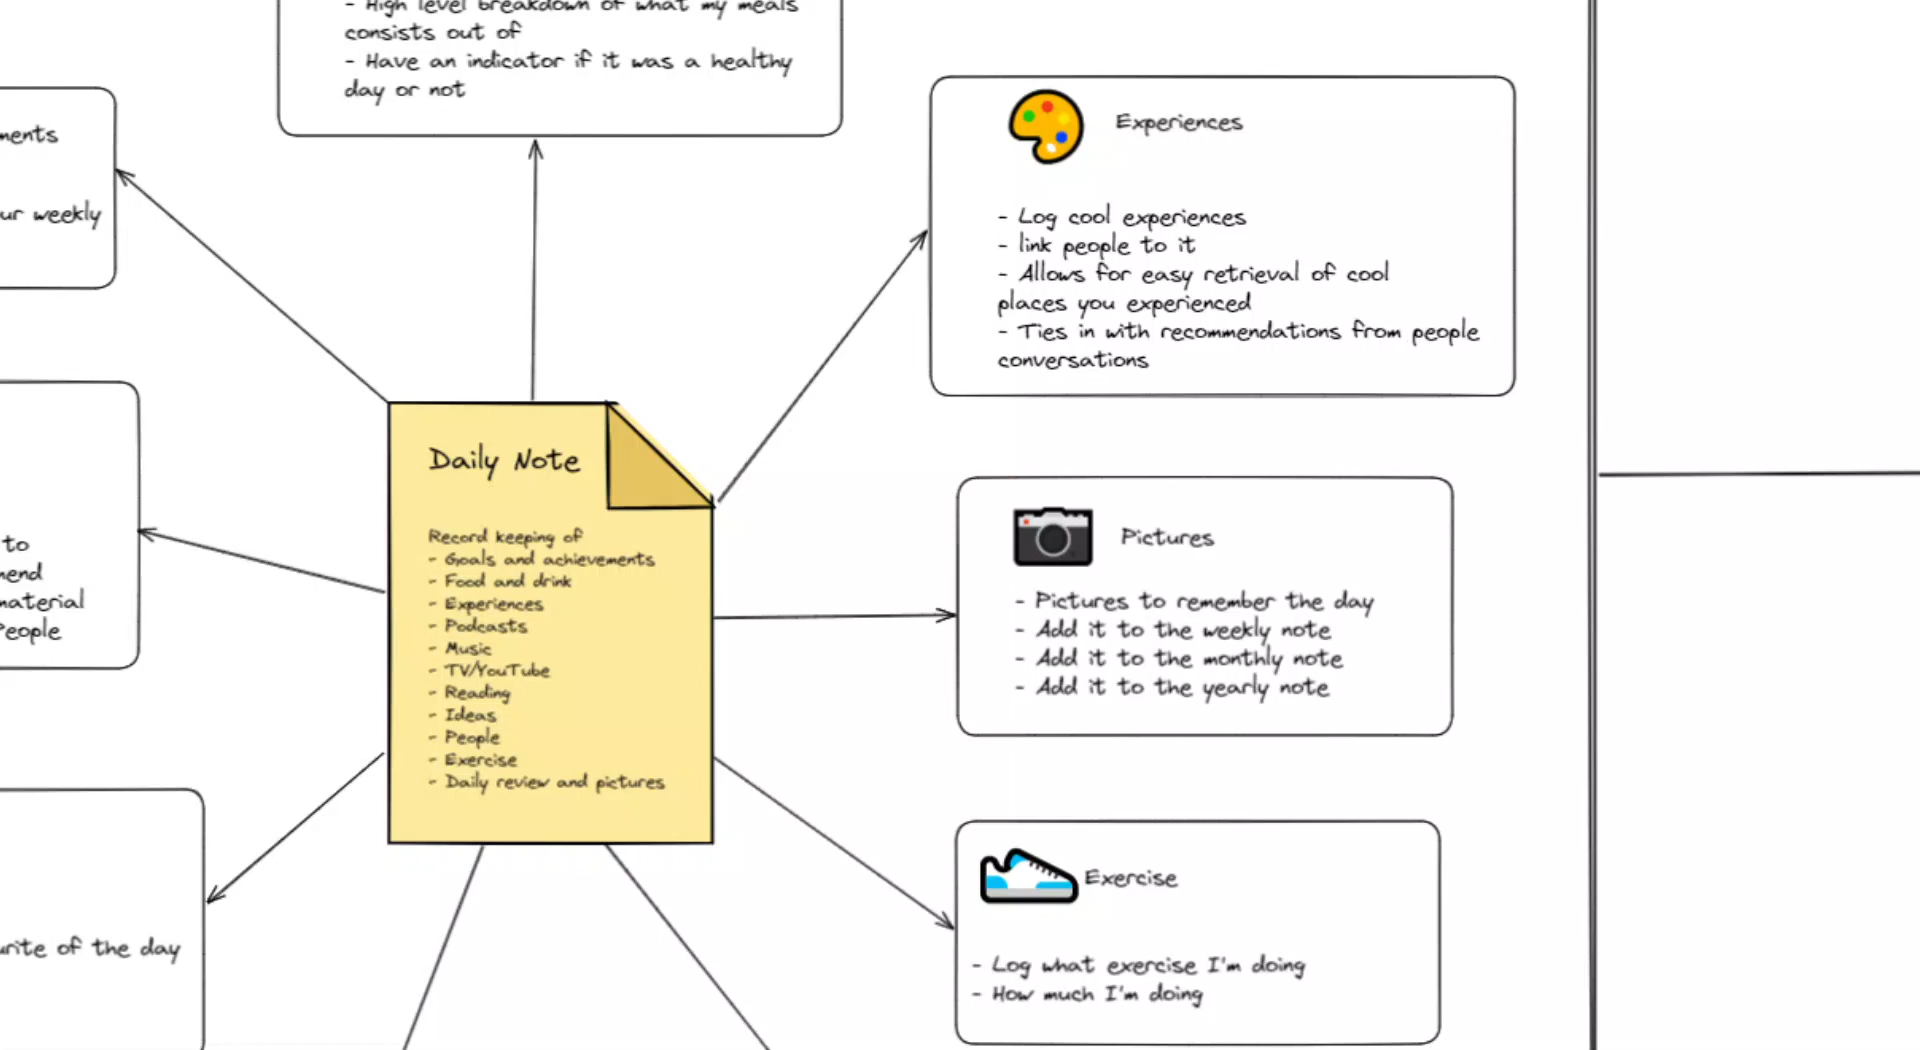 - High level breakdown of what my meals
consists out of
- Have an indicator if it was a healthy
day or not
weekly
to
material
People
of the day
Daily Note
Record keeping of
- Goals and achievements
- Food and drink
- Experiences
- Podcasts
- Music
- TV/YouTube
- Reading
- Ideas
- People
- Exercise
- Daily review and pictures
Experiences
- Log cool experiences
- link people to it
- Allows for easy retrieval of cool
places you experienced
- Ties in with recommendations from people
conversations
Pictures
- Pictures to remember the day
- Add it to the weekly note
- Add it to the monthly note
- Add it to the yearly note
Exercise
- Log what exercise I'm doing
- How much I'm doing